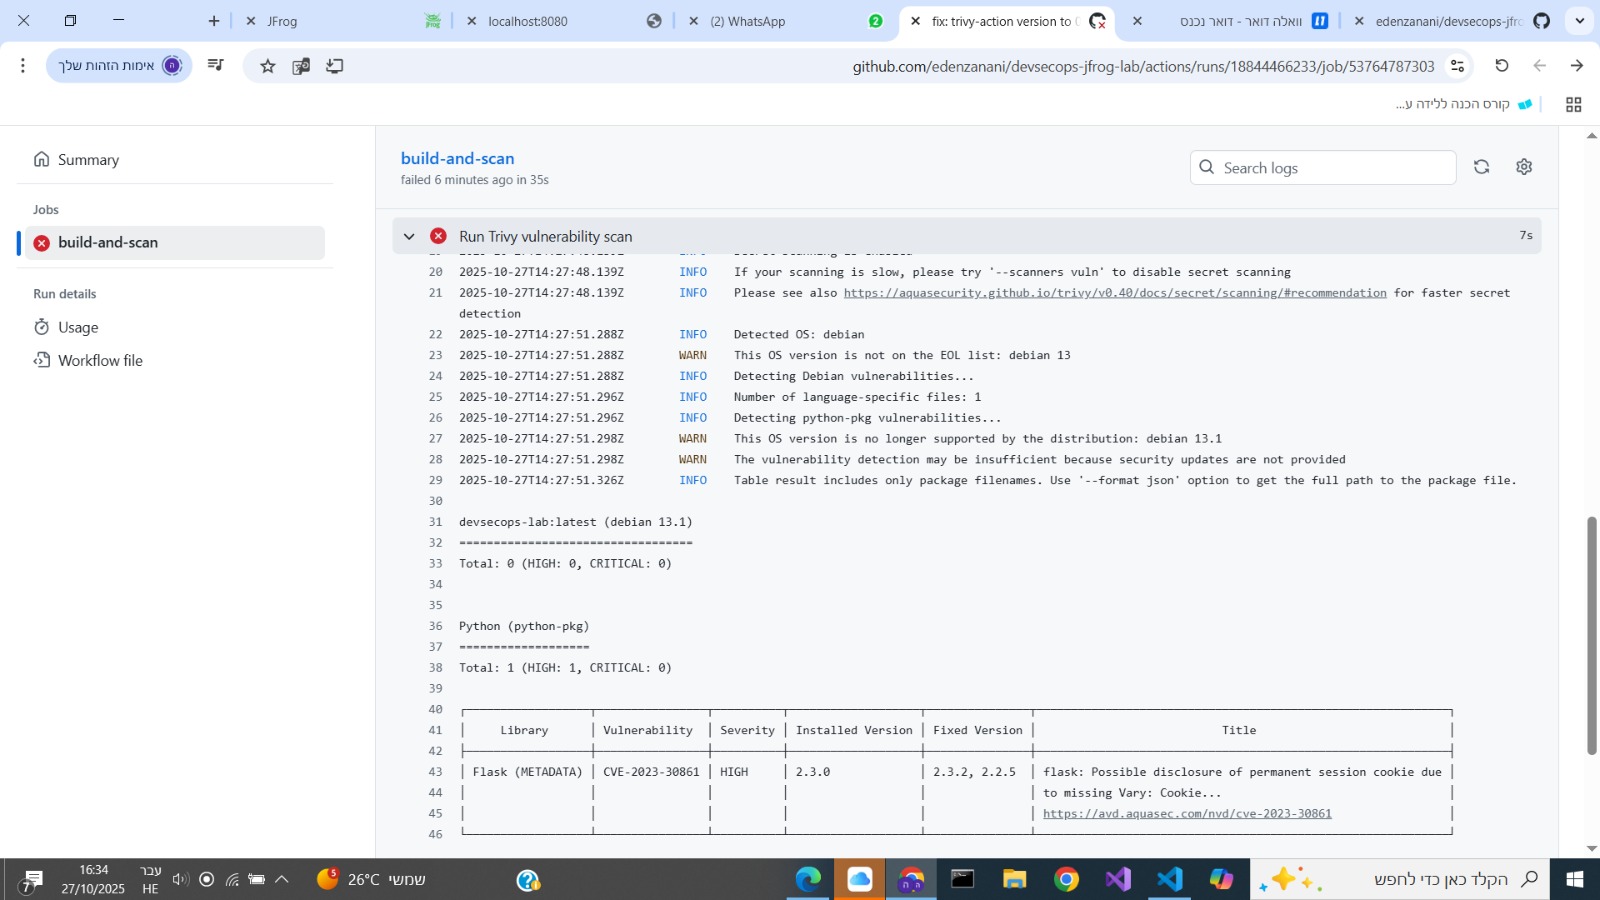 JFrog
localhost:8080
(2) WhatsApp
2
fix: trivy-action version to
וואלה דואר - דואר נכנס
edenzanani/devsecops-jfr
אימות הזהות שלך
github.com/edenzanani/devsecops-jfrog-lab/actions/runs/18844466233/job/53764787303
קורס הכנה ללידה ע...
Summary
Jobs
build-and-scan
Run details
Usage
Workflow file
build-and-scan
failed 6 minutes ago in 35s
Search logs
Run Trivy vulnerability scan
7s
20 2025-10-27T14:27:48.139Z INFO If your scanning is slow, please try '--scanners vuln' to disable secret scanning
21 2025-10-27T14:27:48.139Z INFO Please see also https://aquasecurity.github.io/trivy/v0.40/docs/secret/scanning/#recommendation for faster secret
detection
22 2025-10-27T14:27:51.288Z INFO Detected OS: debian
23 2025-10-27T14:27:51.288Z WARN This OS version is not on the EOL list: debian 13
24 2025-10-27T14:27:51.288Z INFO Detecting Debian vulnerabilities...
25 2025-10-27T14:27:51.296Z INFO Number of language-specific files: 1
26 2025-10-27T14:27:51.296Z INFO Detecting python-pkg vulnerabilities...
27 2025-10-27T14:27:51.298Z WARN This OS version is no longer supported by the distribution: debian 13.1
28 2025-10-27T14:27:51.298Z WARN The vulnerability detection may be insufficient because security updates are not provided
29 2025-10-27T14:27:51.326Z INFO Table result includes only package filenames. Use '--format json' option to get the full path to the package file.
30
31 devsecops-lab:latest (debian 13.1)
32 ==================================
33 Total: 0 (HIGH: 0, CRITICAL: 0)
34
35
36 Python (python-pkg)
37 ===================
38 Total: 1 (HIGH: 1, CRITICAL: 0)
39
40
41 Library Vulnerability Severity Installed Version Fixed Version Title
42
43 Flask (METADATA) CVE-2023-30861 HIGH 2.3.0 2.3.2, 2.2.5 flask: Possible disclosure of permanent session cookie due
44 to missing Vary: Cookie...
45 https://avd.aquasec.com/nvd/cve-2023-30861
46
7
16:34
27/10/2025
עבר
HE
5
26°C שמשי
הקלד כאן כדי לחפש